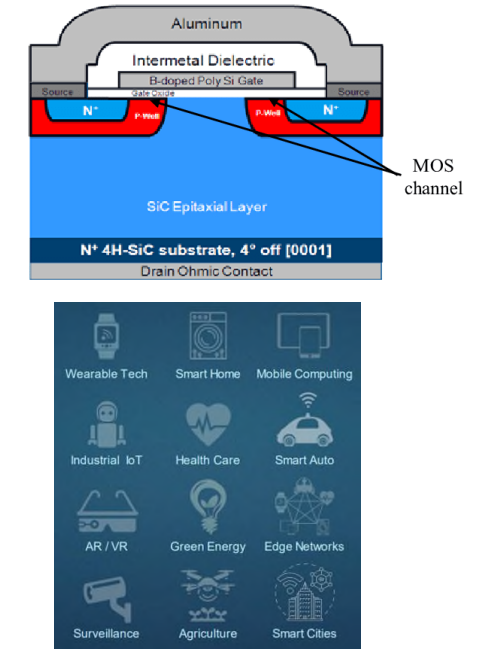 Aluminum
Intermetal Dielectric
B-doped Poly Si Gate
Source
Gate Oxide
Source
N+
P-Well
P-Well
N+
MOS
channel
SiC Epitaxial Layer
N+ 4H-SiC substrate, 4° off [0001]
Drain Ohmic Contact
Wearable Tech
Smart Home
Mobile Computing
Industrial IoT
Health Care
Smart Auto
AR / VR
Green Energy
Edge Networks
Surveillance
Agriculture
Smart Cities